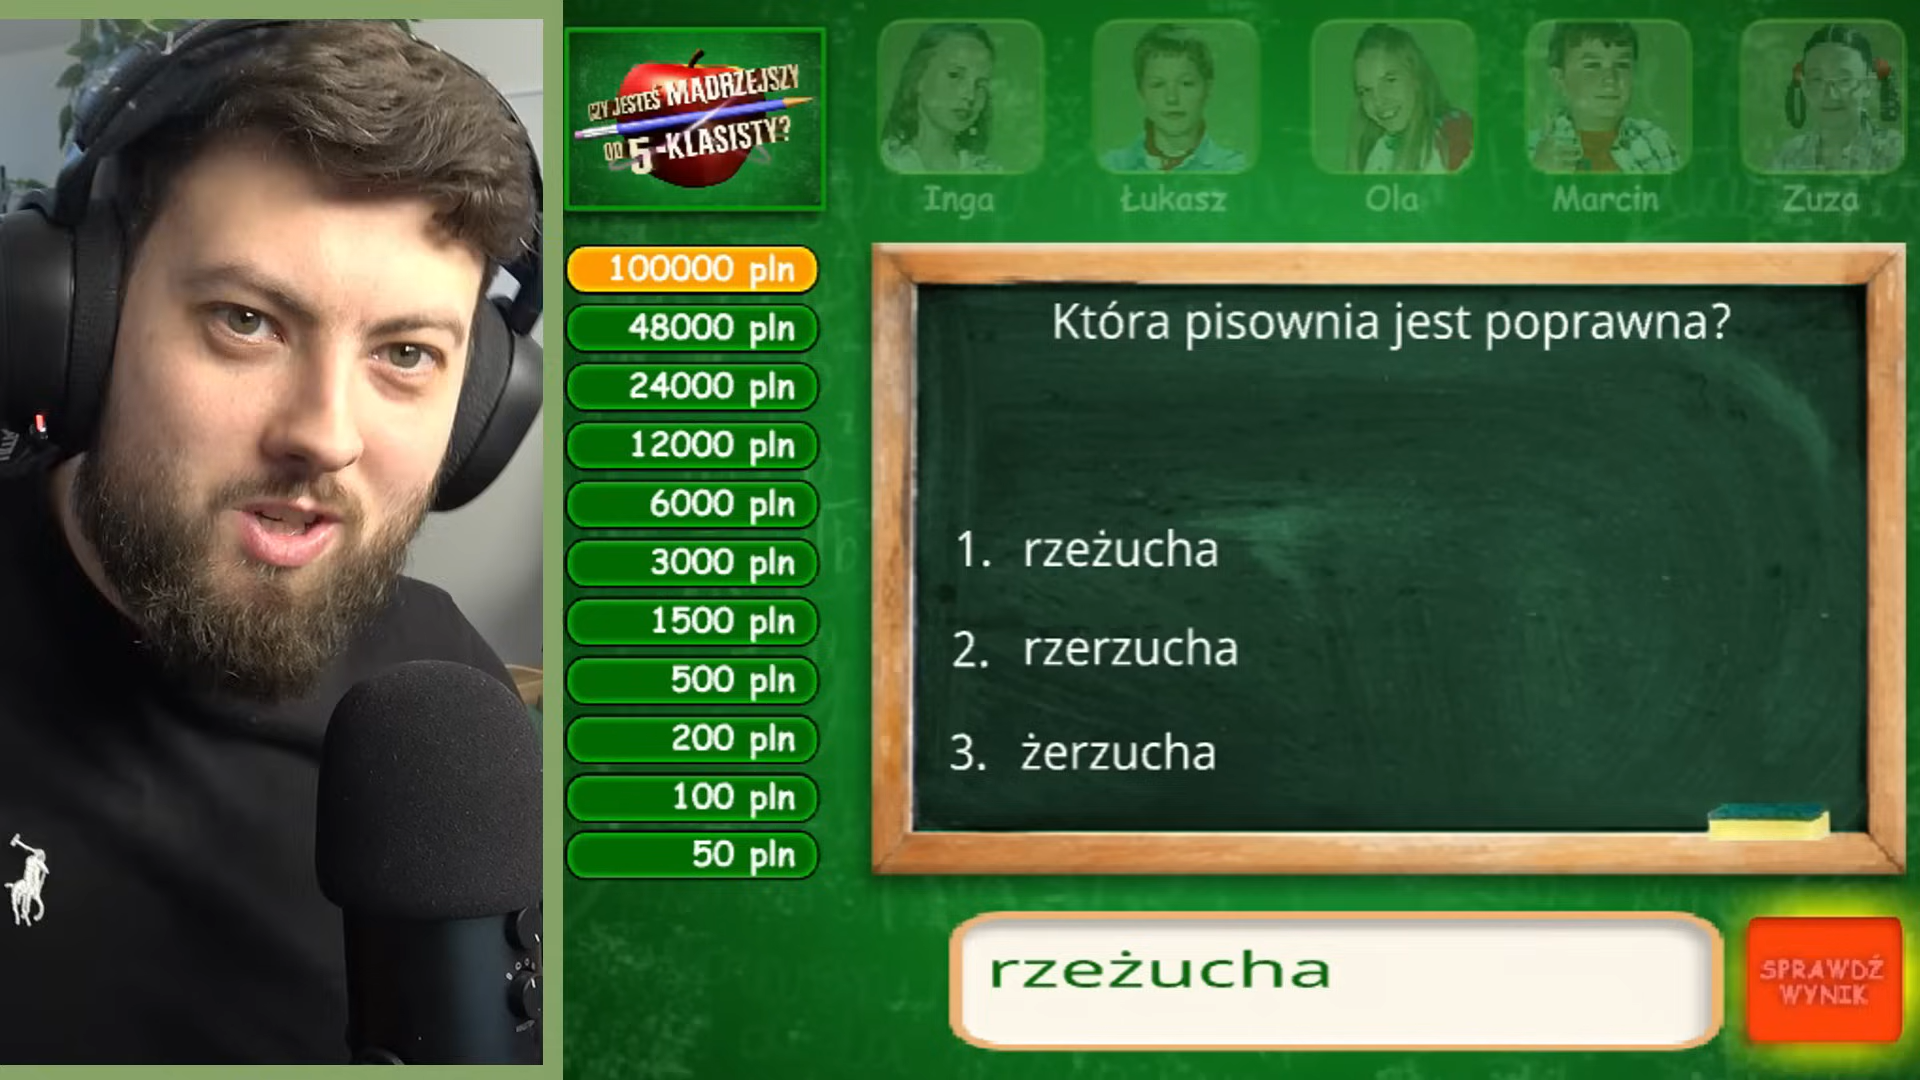 CZY JESTEŚ MĄDRZEJSZY
OD 5-KLASISTY?
Inga
Łukasz
Ola
Marcin
Zuza
100000 pln
48000 pln
24000 pln
12000 pln
6000 pln
3000 pln
1500 pln
500 pln
200 pln
100 pln
50 pln
Która pisownia jest poprawna?
1. rzeżucha
2. rzerzucha
3. żerzucha
rzeżucha
SPRAWDŹ
WYNIK